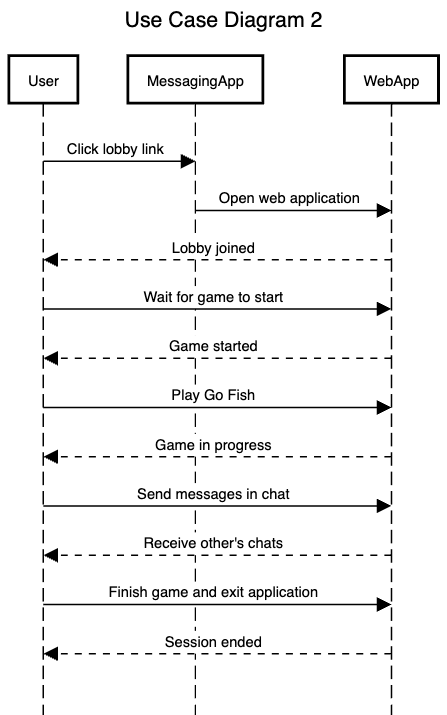 Use Case Diagram 2
User
MessagingApp
WebApp
Click lobby link
Open web application
Lobby joined
Wait for game to start
Game started
Play Go Fish
Game in progress
Send messages in chat
Receive other's chats
Finish game and exit application
Session ended